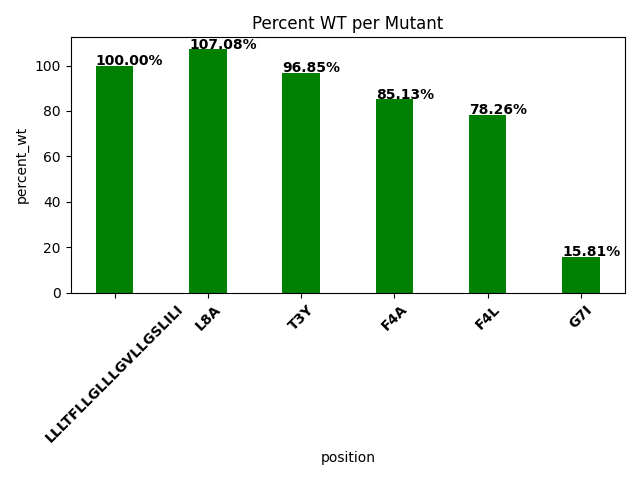 Percent WT per Mutant
percent_wt
100
80
60
40
20
0
100.00%
107.08%
96.85%
85.13%
78.26%
15.81%
LLLTFLLGLLLGVLLGSLILI
L8A
T3Y
F4A
F4L
G7I
position